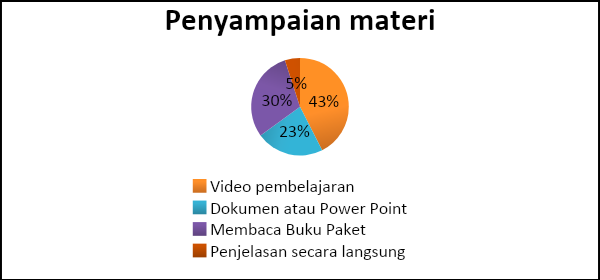 Penyampaian materi
5%
30%
43%
23%
Video pembelajaran
Dokumen atau Power Point
Membaca Buku Paket
Penjelasan secara langsung